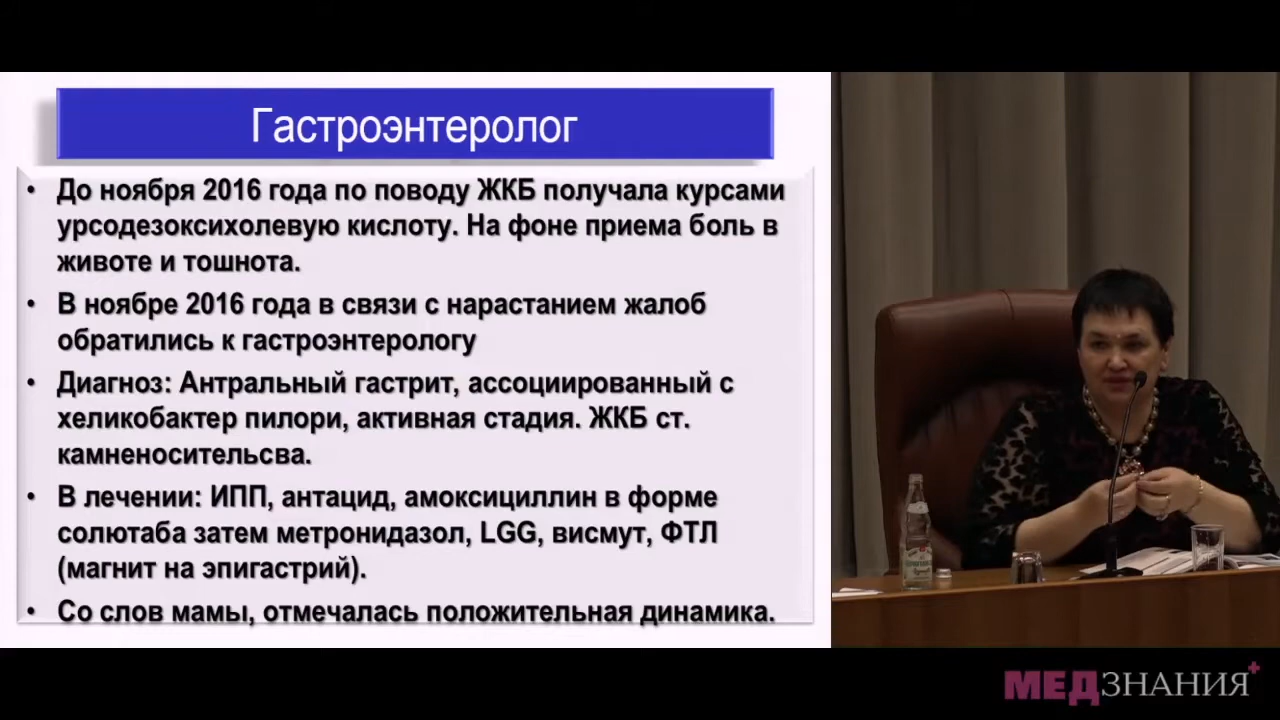 Гастроэнтеролог
• До ноября 2016 года по поводу ЖКБ получала курсами
урсодезоксихолевую кислоту. На фоне приема боль в
животе и тошнота.
• В ноябре 2016 года в связи с нарастанием жалоб
обратились к гастроэнтерологу
• Диагноз: Антральный гастрит, ассоциированный с
хеликобактер пилори, активная стадия. ЖКБ ст.
камненосительсва.
• В лечении: ИПП, антацид, амоксициллин в форме
солютаба затем метронидазол, LGG, висмут, ФТЛ
(магнит на эпигастрий).
• Со слов мамы, отмечалась положительная динамика.
МЕДЗНАНИЯ+